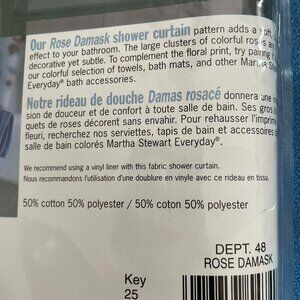 Our Rose Damask shower curtain pattern adds a soft,
effect to your bathroom. The large clusters of colorful roses an
decorative yet subtle. To complement the floral print, try pairing
our colorful selection of towels, bath mats, and other Martha Ste
Everyday® bath accessories.
Notre rideau de douche Damas rosacé donnera une
sion de douceur et de confort à toute salle de bain. Ses gros
quets de roses décorent sans envahir. Pour rehausser l'imprimé
fleuri, recherchez nos serviettes, tapis de bain et accessoires
salle de bain colorés Martha Stewart Everyday®.
We recommend using a vinyl liner with this fabric shower curtain.
Nous recommandons l'utilisation d'une doublure en vinyle avec ce rideau en tissu.
50% cotton 50% polyester / 50% coton 50% polyester
DEPT. 48
ROSE DAMASK
Key
25